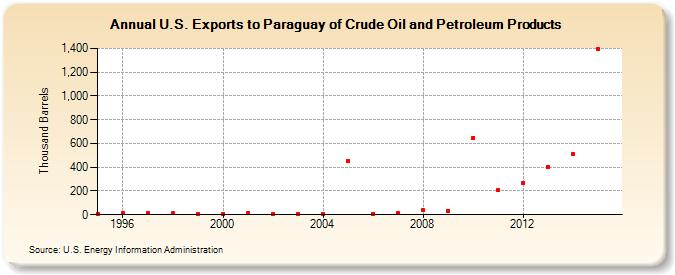 Annual U.S. Exports to Paraguay of Crude Oil and Petroleum Products
Thousand Barrels
1,400
1,200
1,000
800
600
400
200
0
1996 2000 2004 2008 2012
Source: U.S. Energy Information Administration